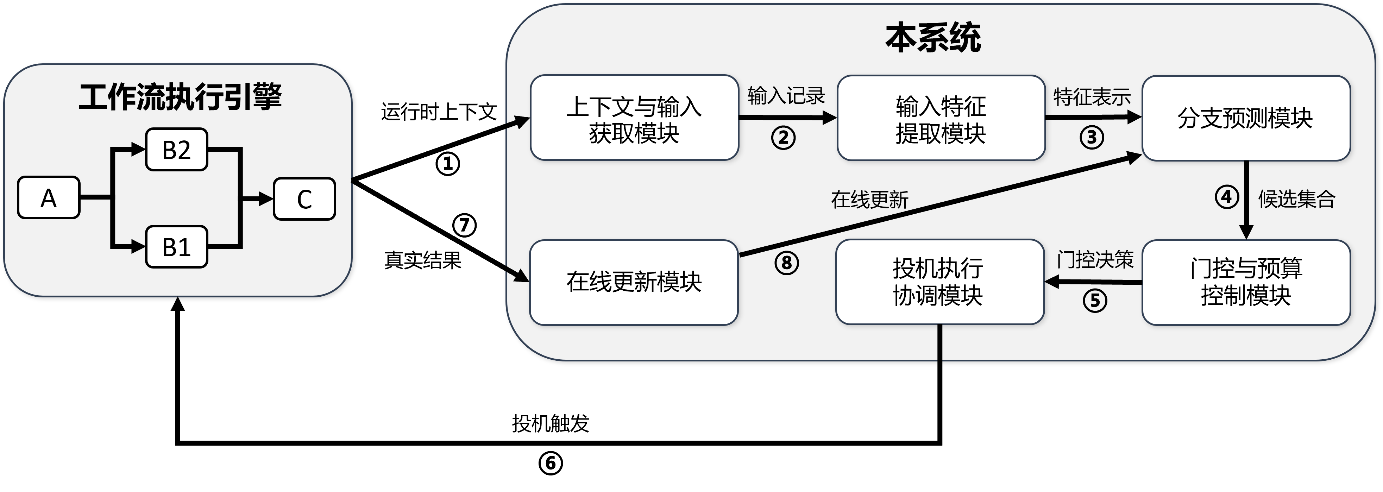 本系统
工作流执行引擎
A
B2
B1
C
运行时上下文
①
上下文与输入
获取模块
输入记录
②
输入特征
提取模块
特征表示
③
分支预测模块
④
候选集合
门控与预算
控制模块
门控决策
⑤
投机执行
协调模块
投机触发
⑥
⑦
真实结果
在线更新模块
在线更新
⑧